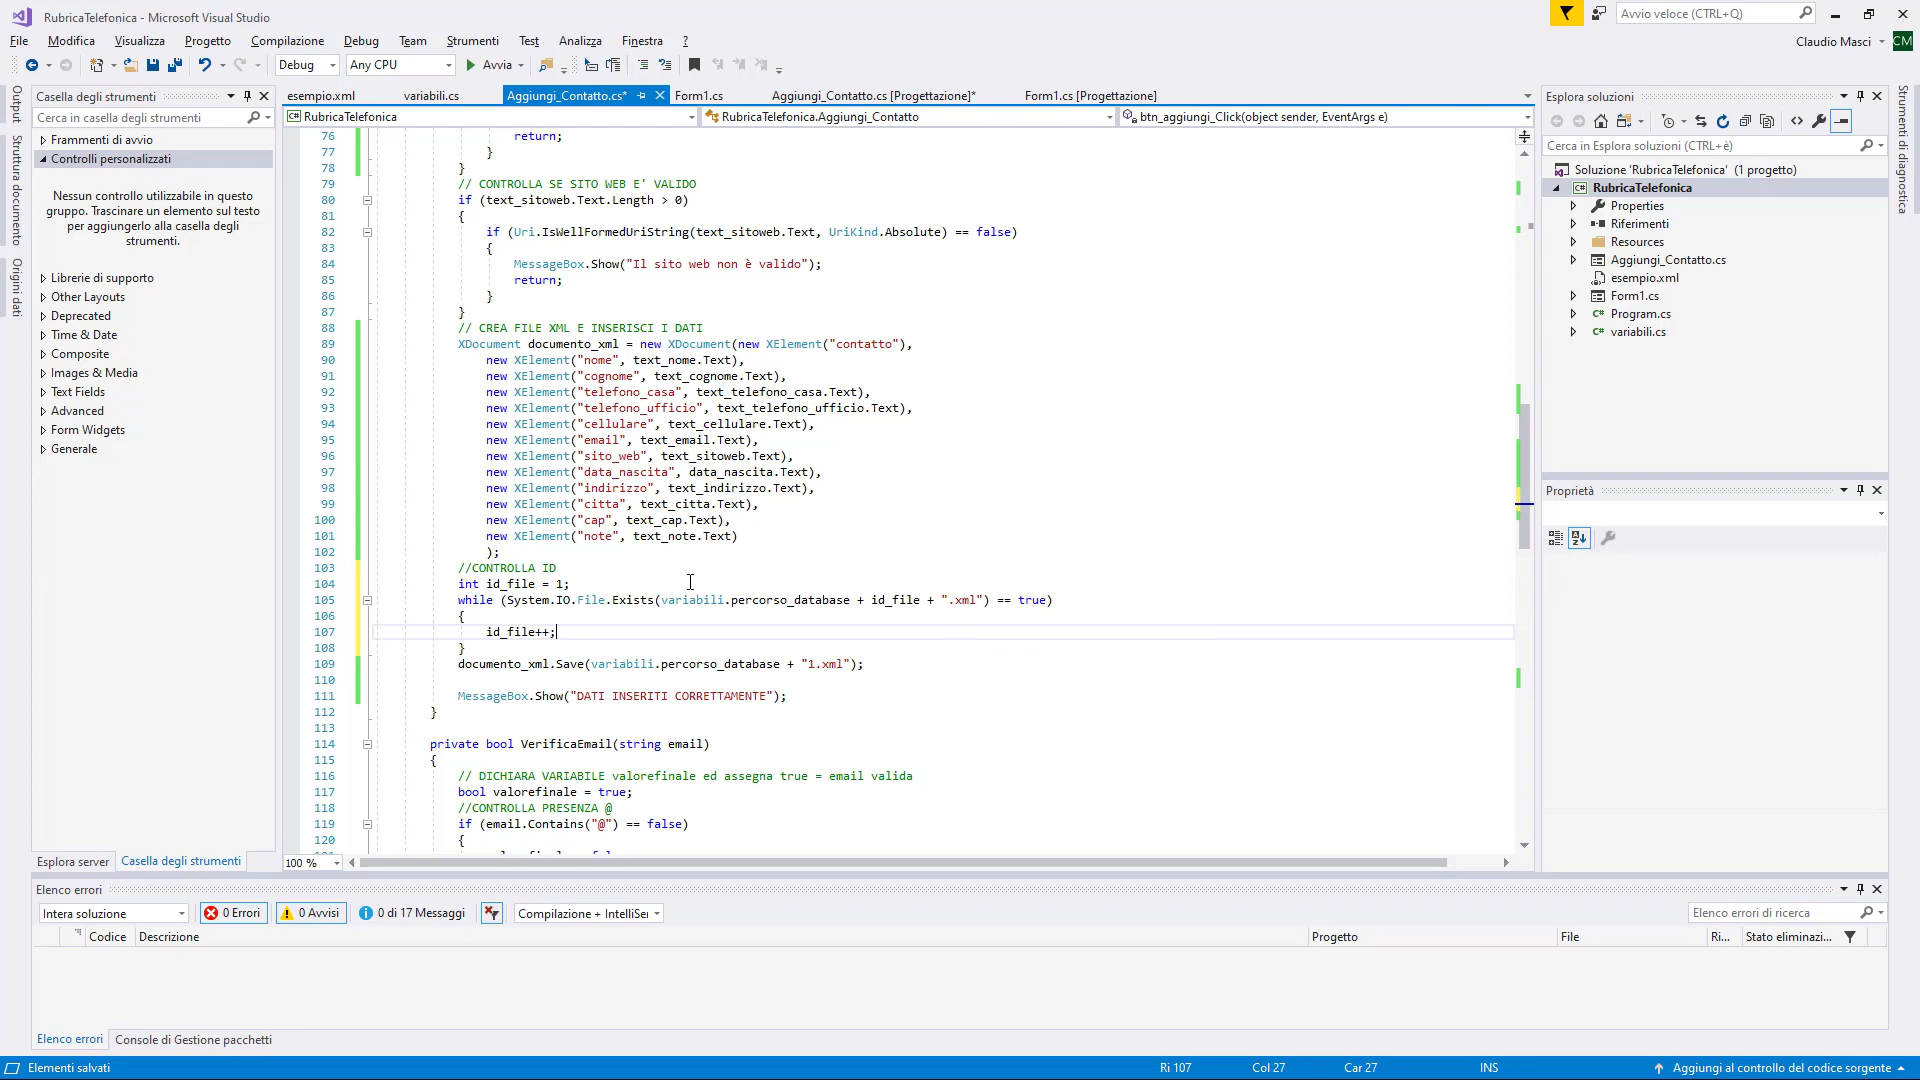 RubricaTelefonica - Microsoft Visual Studio
Avvio veloce (CTRL+Q)
File Modifica Visualizza Progetto Compilazione Debug Team Strumenti Test Analizza Finestra ?
Claudio Masci CM
Debug Any CPU Avvia
Output
Struttura documento
Origini dati
Casella degli strumenti
Cerca in casella degli strumenti
Frammenti di avvio
Controlli personalizzati
Nessun controllo utilizzabile in questo
gruppo. Trascinare un elemento sul testo
per aggiungerlo alla casella degli
strumenti.
Librerie di supporto
Other Layouts
Deprecated
Time & Date
Composite
Images & Media
Text Fields
Advanced
Form Widgets
Generale
Esplora server Casella degli strumenti
esempio.xml variabili.cs Aggiungi_Contatto.cs* Form1.cs Aggiungi_Contatto.cs [Progettazione]* Form1.cs [Progettazione]
RubricaTelefonica RubricaTelefonica.Aggiungi_Contatto btn_aggiungi_Click(object sender, EventArgs e)
76 return;
77 }
78 }
79 // CONTROLLA SE SITO WEB E' VALIDO
80 if (text_sitoweb.Text.Length > 0)
81 {
82 if (Uri.IsWellFormedUriString(text_sitoweb.Text, UriKind.Absolute) == false)
83 {
84 MessageBox.Show("Il sito web non è valido");
85 return;
86 }
87 }
88 // CREA FILE XML E INSERISCI I DATI
89 XDocument documento_xml = new XDocument(new XElement("contatto"),
90 new XElement("nome", text_nome.Text),
91 new XElement("cognome", text_cognome.Text),
92 new XElement("telefono_casa", text_telefono_casa.Text),
93 new XElement("telefono_ufficio", text_telefono_ufficio.Text),
94 new XElement("cellulare", text_cellulare.Text),
95 new XElement("email", text_email.Text),
96 new XElement("sito_web", text_sitoweb.Text),
97 new XElement("data_nascita", data_nascita.Text),
98 new XElement("indirizzo", text_indirizzo.Text),
99 new XElement("citta", text_citta.Text),
100 new XElement("cap", text_cap.Text),
101 new XElement("note", text_note.Text)
102 );
103 //CONTROLLA ID
104 int id_file = 1;
105 while (System.IO.File.Exists(variabili.percorso_database + id_file + ".xml") == true)
106 {
107 id_file++;
108 }
109 documento_xml.Save(variabili.percorso_database + "1.xml");
110
111 MessageBox.Show("DATI INSERITI CORRETTAMENTE");
112 }
113
114 private bool VerificaEmail(string email)
115 {
116 // DICHIARA VARIABILE valorefinale ed assegna true = email valida
117 bool valorefinale = true;
118 //CONTROLLA PRESENZA @
119 if (email.Contains("@") == false)
120 {
100 %
Esplora soluzioni
Cerca in Esplora soluzioni (CTRL+è)
Soluzione 'RubricaTelefonica' (1 progetto)
RubricaTelefonica
Properties
Riferimenti
Resources
Aggiungi_Contatto.cs
esempio.xml
Form1.cs
Program.cs
variabili.cs
Proprietà
Strumenti di diagnostica
Elenco errori
Intera soluzione 0 Errori 0 Avvisi 0 di 17 Messaggi Compilazione + IntelliSe
Elenco errori di ricerca
Codice Descrizione Progetto File Ri... Stato eliminazi...
Elenco errori Console di Gestione pacchetti
Elementi salvati Ri 107 Col 27 Car 27 INS Aggiungi al controllo del codice sorgente